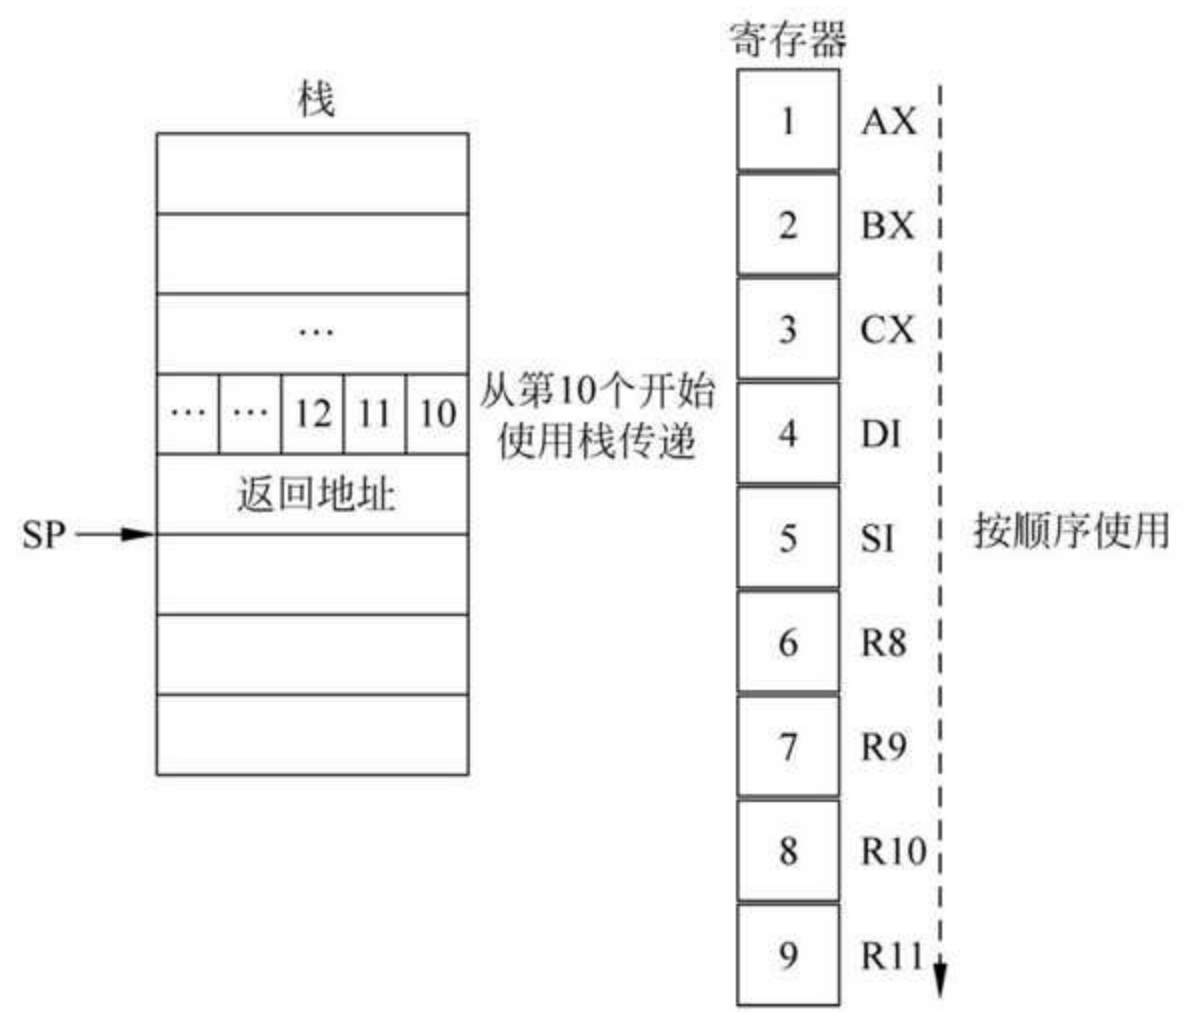 栈
…
… … 12 11 10
从第10个开始
使用栈传递
返回地址
SP
寄存器
1 AX
2 BX
3 CX
4 DI
5 SI
6 R8
7 R9
8 R10
9 R11
按顺序使用